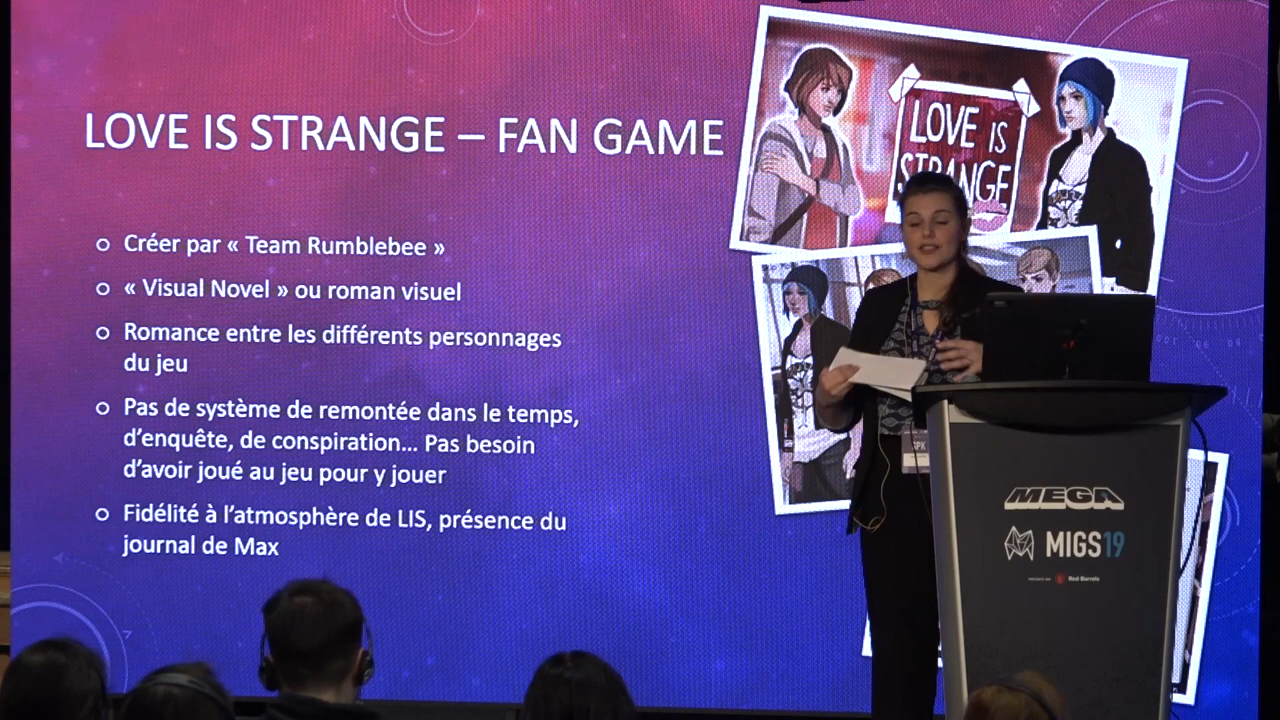 LOVE IS STRANGE – FAN GAME
Créer par « Team Rumblebee »
« Visual Novel » ou roman visuel
Romance entre les différents personnages
du jeu
Pas de système de remontée dans le temps,
d'enquête, de conspiration... Pas besoin
d'avoir joué au jeu pour y jouer
Fidélité à l'atmosphère de LIS, présence du
journal de Max
LOVE IS
STRANGE
MEGA
MIGS19
Red Barrels